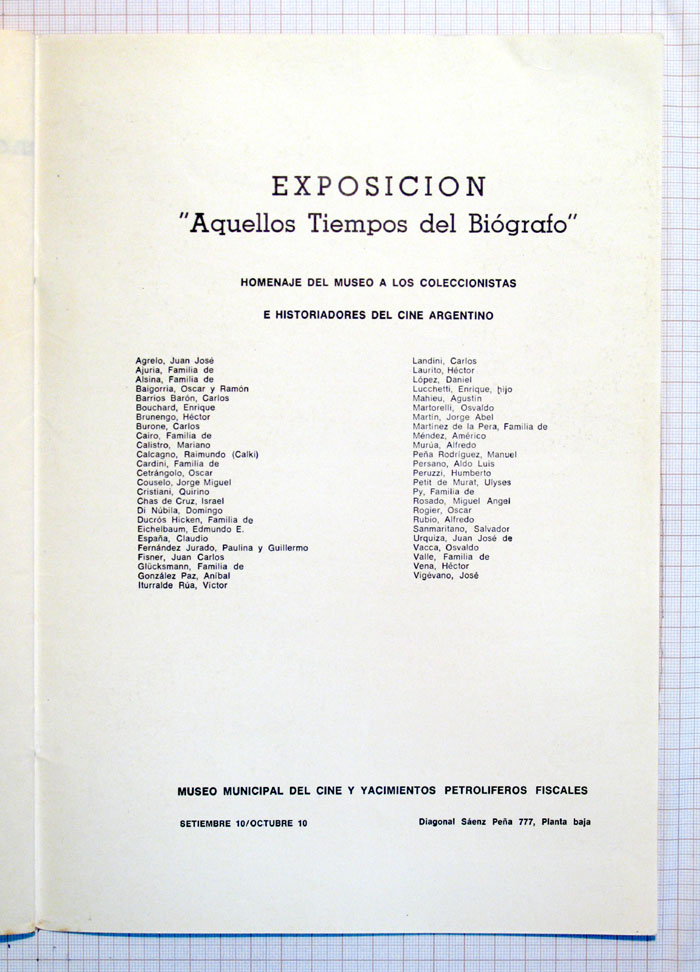 EXPOSICION
"Aquellos Tiempos del Biógrafo"
HOMENAJE DEL MUSEO A LOS COLECCIONISTAS
E HISTORIADORES DEL CINE ARGENTINO
Agrelo, Juan José
Ajuria, Familia de
Alsina, Familia de
Baigorria, Oscar y Ramón
Barrios Barón, Carlos
Bouchard, Enrique
Brunengo, Héctor
Burone, Carlos
Cairo, Familia de
Calistro, Mariano
Calcagno, Raimundo (Calki)
Cardini, Familia de
Cetrángolo, Oscar
Couselo, Jorge Miguel
Cristiani, Quirino
Chas de Cruz, Israel
Di Núbila, Domingo
Ducrós Hicken, Familia de
Eichelbaum, Edmundo E.
España, Claudio
Fernández Jurado, Paulina y Guillermo
Fisner, Juan Carlos
Glücksmann, Familia de
González Paz, Aníbal
Iturralde Rúa, Víctor
Landini, Carlos
Laurito, Héctor
López, Daniel
Lucchetti, Enrique, hijo
Mahieu, Agustín
Martorelli, Osvaldo
Martín, Jorge Abel
Martínez de la Pera, Familia de
Méndez, Américo
Murúa, Alfredo
Peña Rodríguez, Manuel
Persano, Aldo Luis
Peruzzi, Humberto
Petit de Murat, Ulyses
Py, Familia de
Rosado, Miguel Angel
Rogier, Oscar
Rubio, Alfredo
Sanmaritano, Salvador
Urquiza, Juan José de
Vacca, Osvaldo
Valle, Familia de
Vena, Héctor
Vigévano, José
MUSEO MUNICIPAL DEL CINE Y YACIMIENTOS PETROLIFEROS FISCALES
SETIEMBRE 10/OCTUBRE 10
Diagonal Sáenz Peña 777, Planta baja